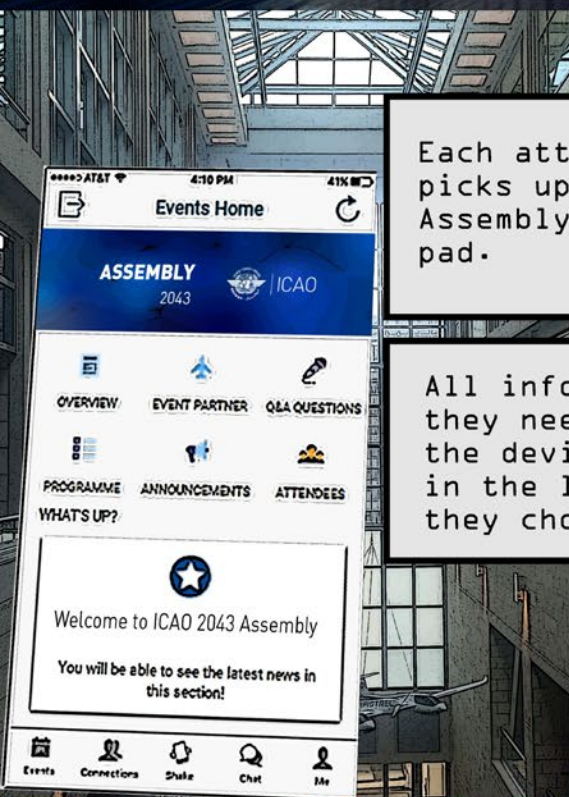 AT&T 4:10 PM 41%
Events Home
ASSEMBLY
2043
ICAO
OVERVIEW EVENT PARTNER Q&A QUESTIONS
PROGRAMME ANNOUNCEMENTS ATTENDEES
WHAT'S UP?
Welcome to ICAO 2043 Assembly
You will be able to see the latest news in
this section!
Events Connections Shake Chat Me
Each att
picks up
Assembly
pad.
All info
they nee
the devi
in the l
they cho